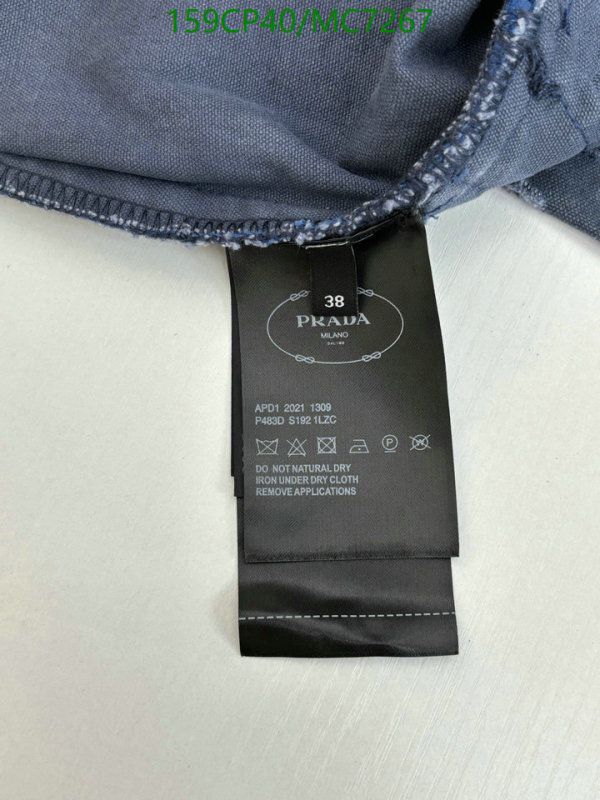 159CP40/MC7267
38
PRADA
MILANO
APD1 2021 1309
P483D S192 1LZC
P
W
DO NOT NATURAL DRY
IRON UNDER DRY CLOTH
REMOVE APPLICATIONS